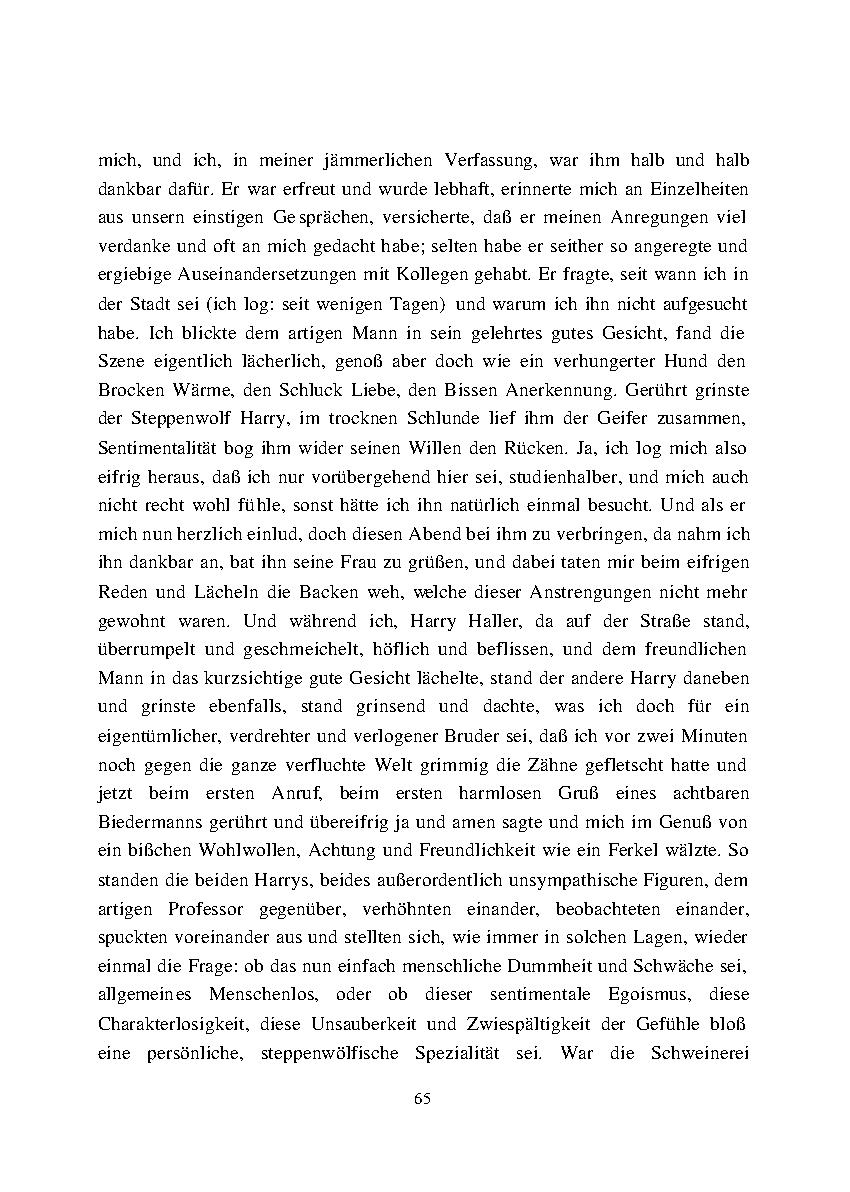 mich, und ich, in meiner jämmerlichen Verfassung, war ihm halb und halb
dankbar dafür. Er war erfreut und wurde lebhaft, erinnerte mich an Einzelheiten
aus unsern einstigen Gesprächen, versicherte, daß er meinen Anregungen viel
verdanke und oft an mich gedacht habe; selten habe er seither so angeregte und
ergiebige Auseinandersetzungen mit Kollegen gehabt. Er fragte, seit wann ich in
der Stadt sei (ich log: seit wenigen Tagen) und warum ich ihn nicht aufgesucht
habe. Ich blickte dem artigen Mann in sein gelehrtes gutes Gesicht, fand die
Szene eigentlich lächerlich, genoß aber doch wie ein verhungerter Hund den
Brocken Wärme, den Schluck Liebe, den Bissen Anerkennung. Gerührt grinste
der Steppenwolf Harry, im trocknen Schlunde lief ihm der Geifer zusammen,
Sentimentalität bog ihm wider seinen Willen den Rücken. Ja, ich log mich also
eifrig heraus, daß ich nur vorübergehend hier sei, studienhalber, und mich auch
nicht recht wohl fühle, sonst hätte ich ihn natürlich einmal besucht. Und als er
mich nun herzlich einlud, doch diesen Abend bei ihm zu verbringen, da nahm ich
ihn dankbar an, bat ihn seine Frau zu grüßen, und dabei taten mir beim eifrigen
Reden und Lächeln die Backen weh, welche dieser Anstrengungen nicht mehr
gewohnt waren. Und während ich, Harry Haller, da auf der Straße stand,
überrumpelt und geschmeichelt, höflich und beflissen, und dem freundlichen
Mann in das kurzsichtige gute Gesicht lächelte, stand der andere Harry daneben
und grinste ebenfalls, stand grinsend und dachte, was ich doch für ein
eigentümlicher, verdrehter und verlogener Bruder sei, daß ich vor zwei Minuten
noch gegen die ganze verfluchte Welt grimmig die Zähne gefletscht hatte und
jetzt beim ersten Anruf, beim ersten harmlosen Gruß eines achtbaren
Biedermanns gerührt und übereifrig ja und amen sagte und mich im Genuß von
ein bißchen Wohlwollen, Achtung und Freundlichkeit wie ein Ferkel wälzte. So
standen die beiden Harrys, beides außerordentlich unsympathische Figuren, dem
artigen Professor gegenüber, verhöhnten einander, beobachteten einander,
spuckten voreinander aus und stellten sich, wie immer in solchen Lagen, wieder
einmal die Frage: ob das nun einfach menschliche Dummheit und Schwäche sei,
allgemeines Menschenlos, oder ob dieser sentimentale Egoismus, diese
Charakterlosigkeit, diese Unsauberkeit und Zwiespältigkeit der Gefühle bloß
eine persönliche, steppenwölfische Spezialität sei. War die Schweinerei
65